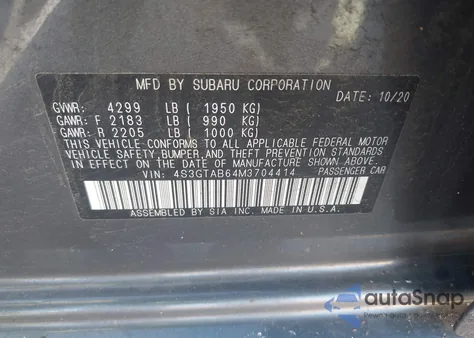 MFD BY SUBARU CORPORATION
DATE: 10/20
GVWR: 4299 LB ( 1950 KG)
GAWR: F 2183 LB ( 990 KG)
GAWR: R 2205 LB ( 1000 KG)
THIS VEHICLE CONFORMS TO ALL APPLICABLE FEDERAL MOTOR
VEHICLE SAFETY, BUMPER, AND THEFT PREVENTION STANDARDS
IN EFFECT ON THE DATE OF MANUFACTURE SHOWN ABOVE.
VIN: 4S3GTAB64M3704414 PASSENGER CAR
ASSEMBLED BY SIA INC. MADE IN U.S.A.
autoSnap